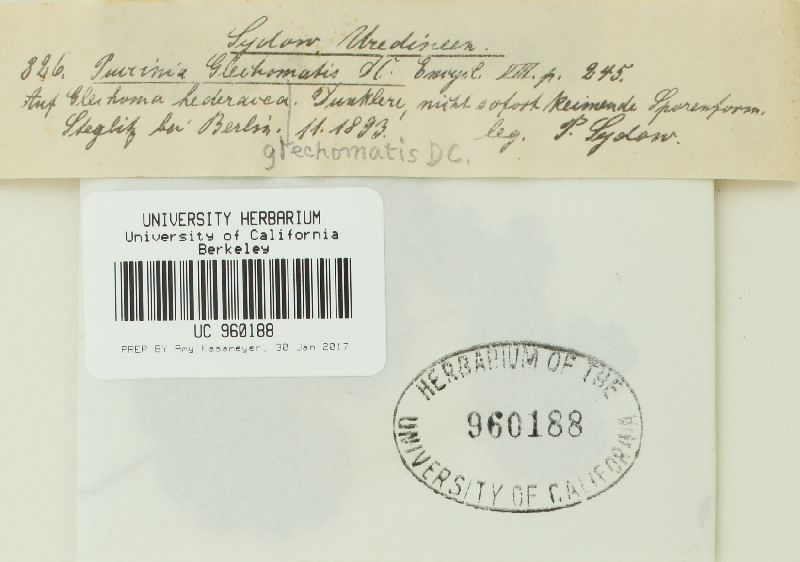 Sydow, Uredineen.
826. Puccinia Glechomatis DC. Encycl. VIII. p. 245.
Auf Glechoma hederacea. Dunklere, nicht sofort keimende Sporenform.
Steglitz bei Berlin. 11.1893. leg. P. Sydow.
glechomatis DC.
UNIVERSITY HERBARIUM
University of California
Berkeley
UC 960188
PREP BY Amy Kasameyer, 30 Jan 2017
HERBARIUM OF THE
960188
UNIVERSITY OF CALIFORNIA